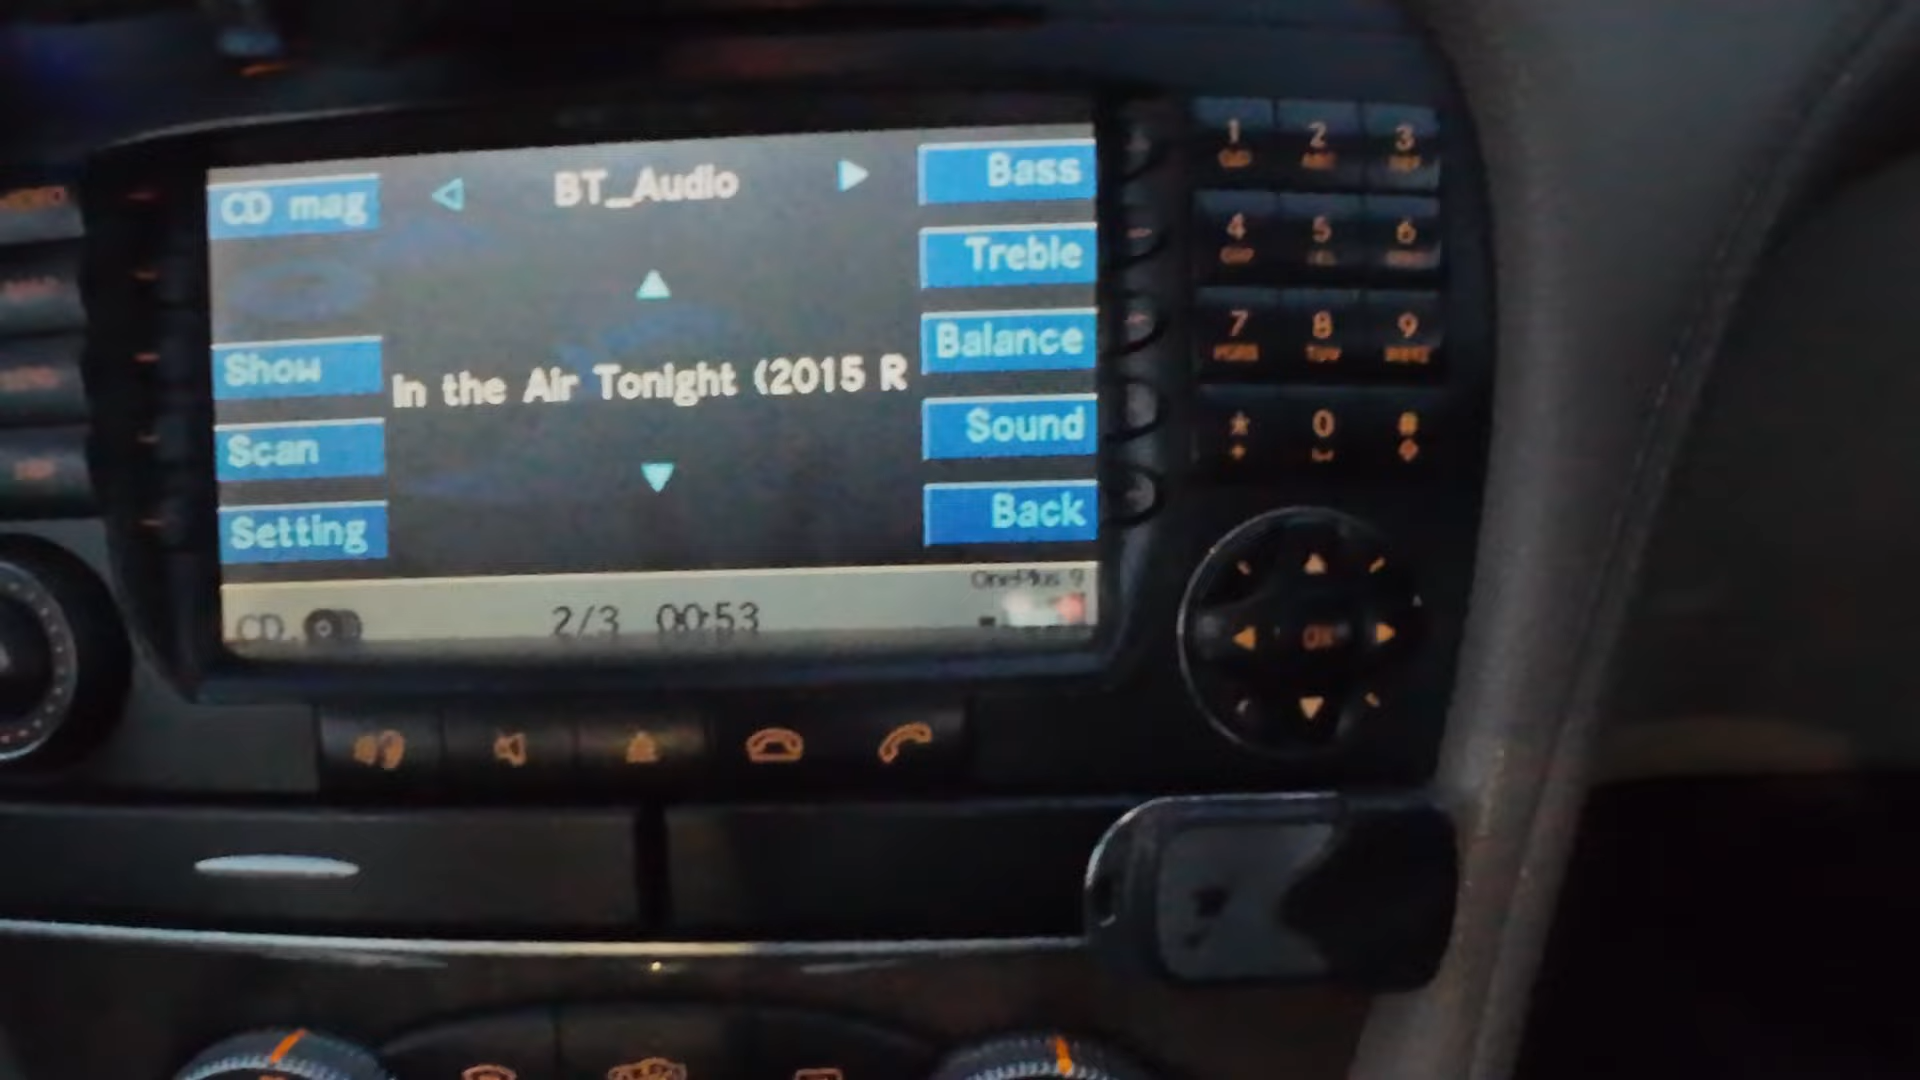 CD mag
BT_Audio
Bass
Treble
Balance
Sound
Back
Show
Scan
Setting
In the Air Tonight (2015 R
CD
2/3 00:53
OnePlus 9
1
2
3
4
5
6
7
8
9
*
0
#
OK